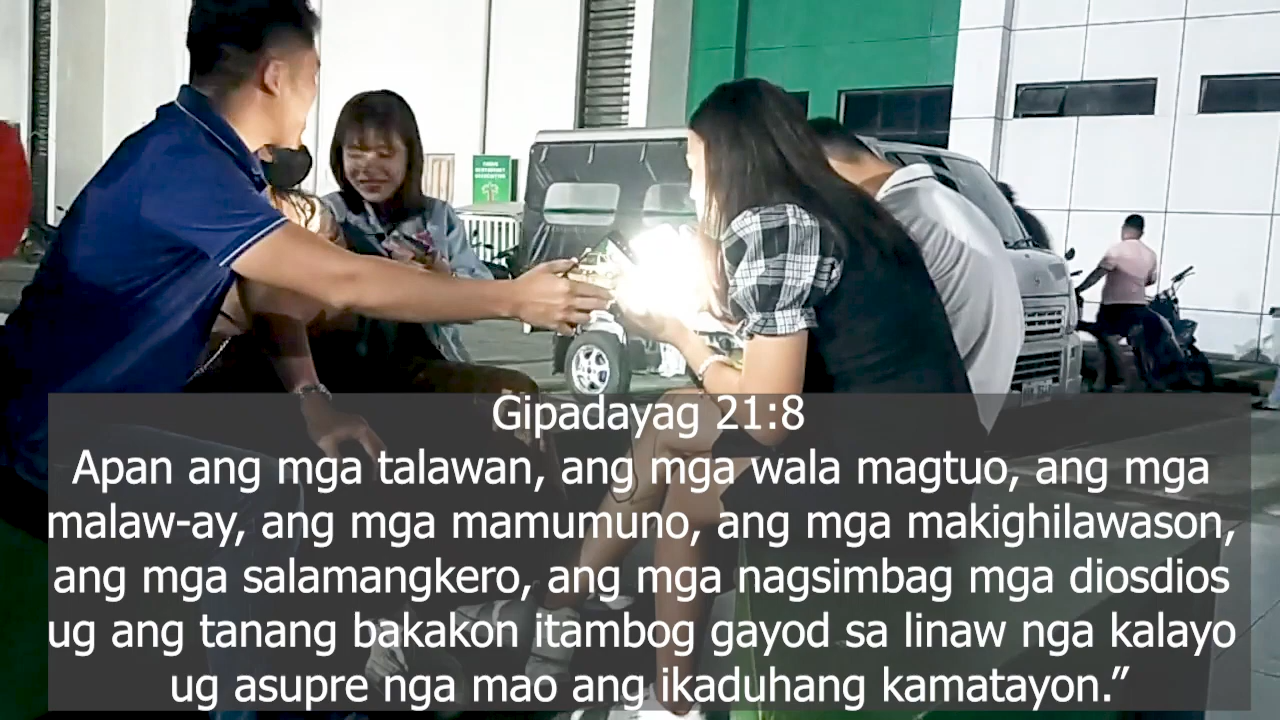 Gipadayag 21:8
Apan ang mga talawan, ang mga wala magtuo, ang mga
malaw-ay, ang mga mamumuno, ang mga makighilawason,
ang mga salamangkero, ang mga nagsimbag mga diosdios
ug ang tanang bakakon itambog gayod sa linaw nga kalayo
ug asupre nga mao ang ikaduhang kamatayon.”